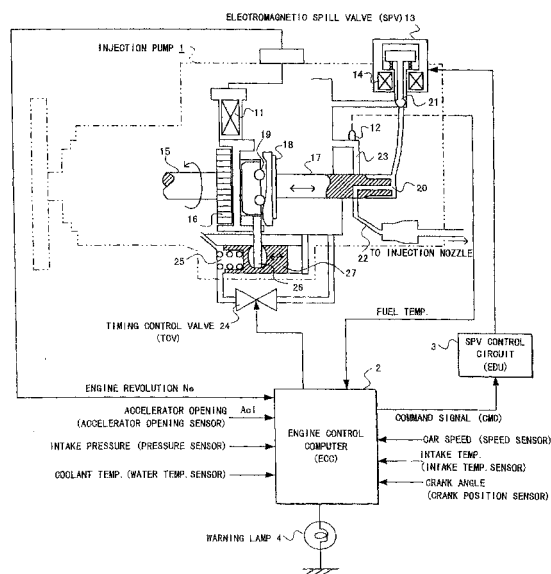 ELECTROMAGNETIC SPILL VALVE (SPV) 13
INJECTION PUMP 1
14
21
11
19
18
12
15
17
23
16
20
22
TO INJECTION NOZZLE
25
26
27
FUEL TEMP.
TIMING CONTROL VALVE 24
(TCV)
3
SPV CONTROL
CIRCUIT
(EDU)
2
ENGINE REVOLUTION Ne
ACCELERATOR OPENING Acl
(ACCELERATOR OPENING SENSOR)
INTAKE PRESSURE (PRESSURE SENSOR)
COOLANT TEMP. (WATER TEMP. SENSOR)
ENGINE CONTROL
COMPUTER
(ECC)
COMMAND SIGNAL (CMD)
CAR SPEED (SPEED SENSOR)
INTAKE TEMP.
(INTAKE TEMP. SENSOR)
CRANK ANGLE
(CRANK POSITION SENSOR)
WARNING LAMP 4